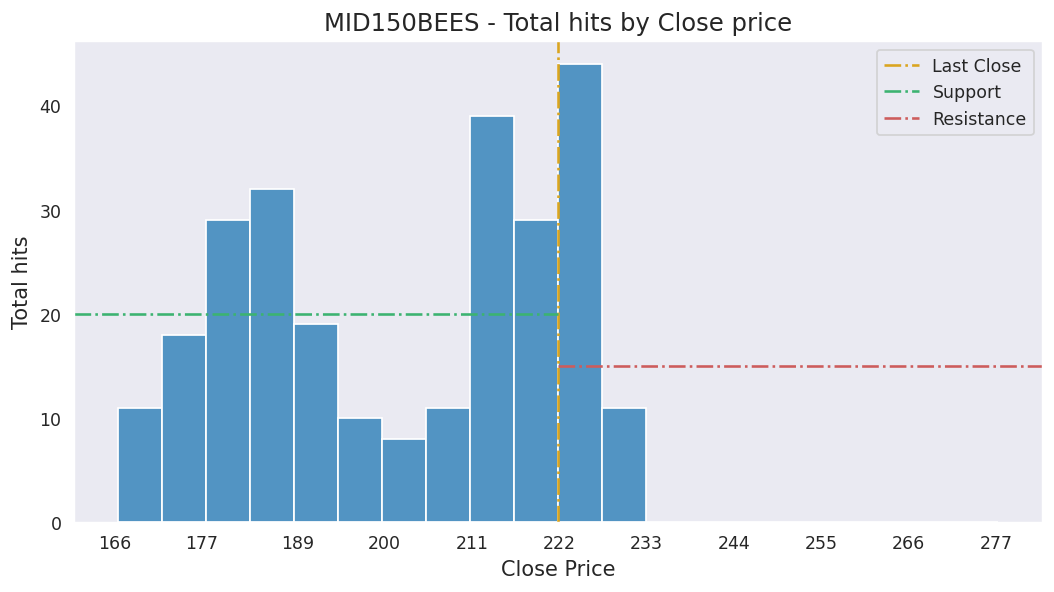 MID150BEES - Total hits by Close price
Last Close
Support
Resistance
Total hits
40
30
20
10
0
166 177 189 200 211 222 233 244 255 266 277
Close Price